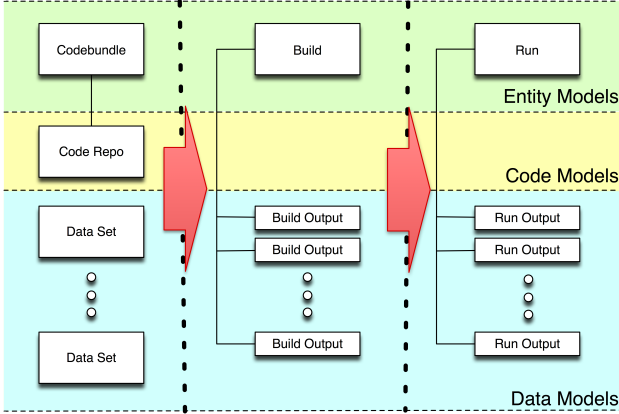 Codebundle
Build
Run
Entity Models
Code Repo
Code Models
Data Set
Build Output
Run Output
Build Output
Run Output
Data Set
Build Output
Run Output
Data Models